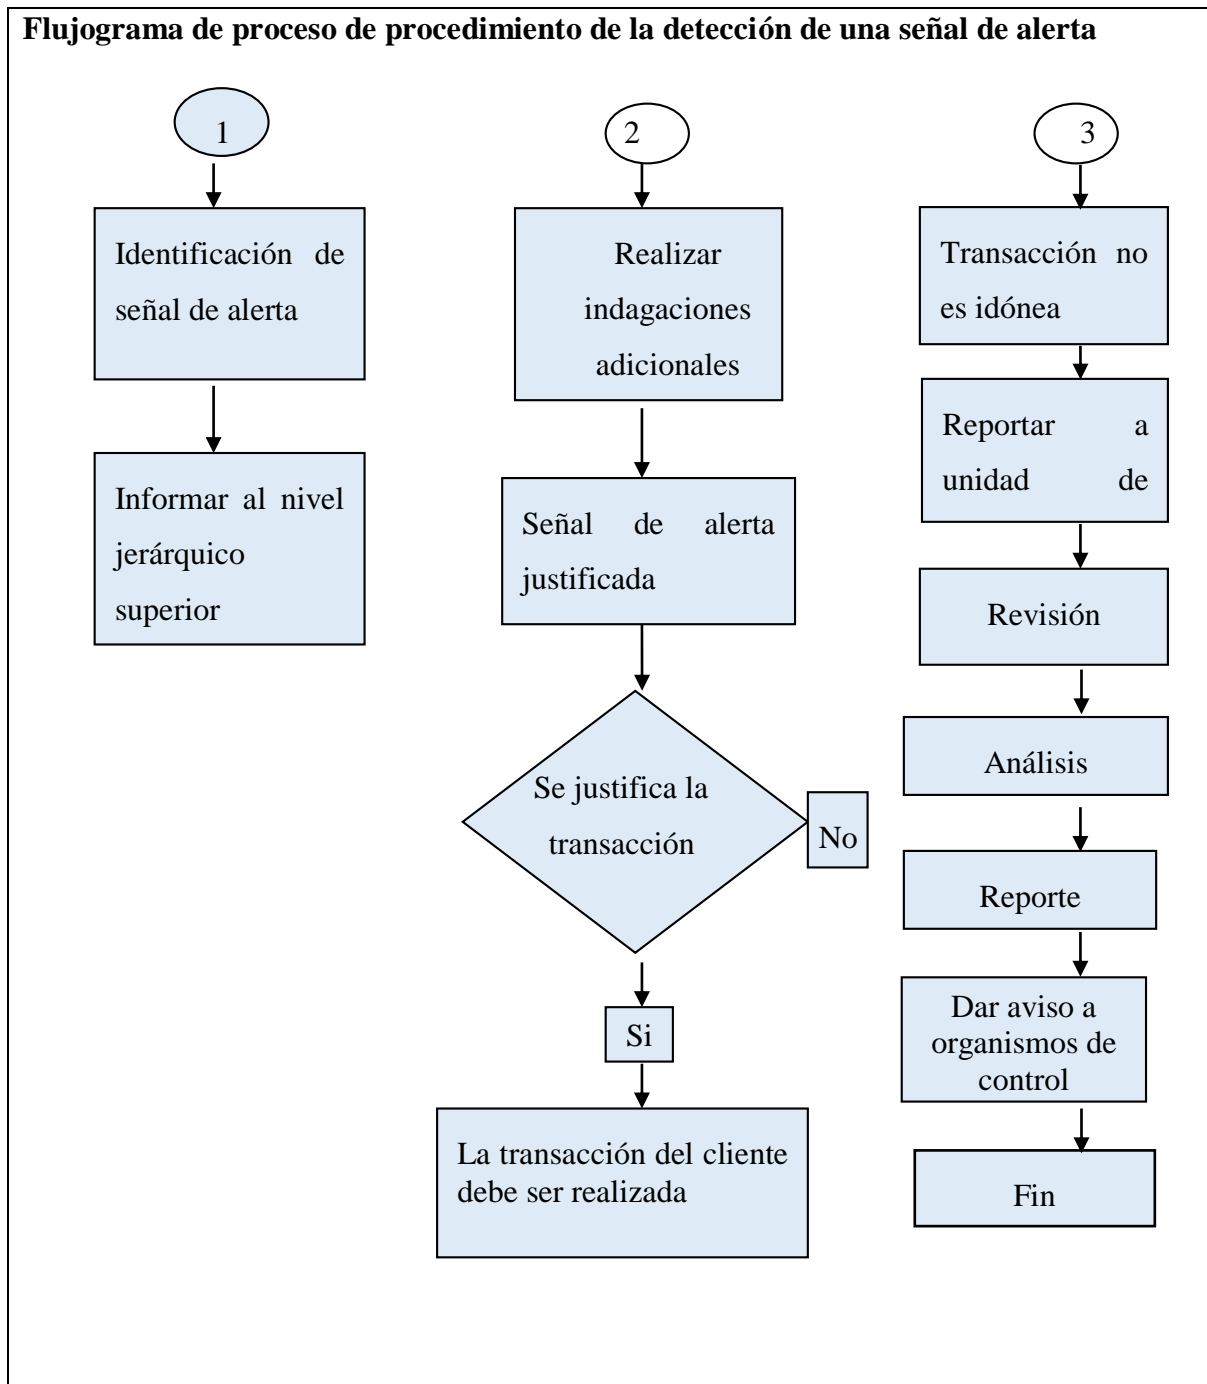 Flujograma de proceso de procedimiento de la detección de una señal de alerta
1
Identificación de
señal de alerta
Informar al nivel
jerárquico
superior
2
Realizar
indagaciones
adicionales
Señal de alerta
justificada
Se justifica la
transacción
No
Si
La transacción del cliente
debe ser realizada
3
Transacción no
es idónea
Reportar a
unidad de
Revisión
Análisis
Reporte
Dar aviso a
organismos de
control
Fin